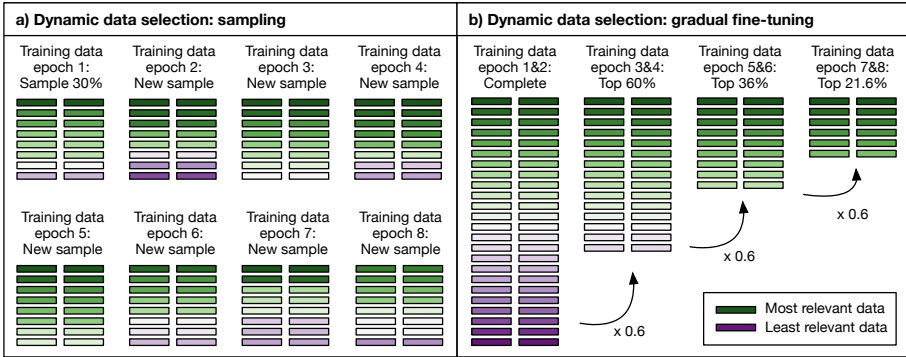 a) Dynamic data selection: sampling
Training data
epoch 1:
Sample 30%
Training data
epoch 2:
New sample
Training data
epoch 3:
New sample
Training data
epoch 4:
New sample
Training data
epoch 5:
New sample
Training data
epoch 6:
New sample
Training data
epoch 7:
New sample
Training data
epoch 8:
New sample
b) Dynamic data selection: gradual fine-tuning
Training data
epoch 1&2:
Complete
Training data
epoch 3&4:
Top 60%
Training data
epoch 5&6:
Top 36%
Training data
epoch 7&8:
Top 21.6%
x 0.6
x 0.6
x 0.6
Most relevant data
Least relevant data